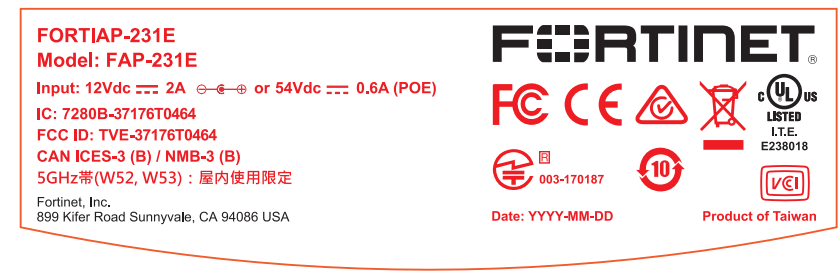 FORTIAP-231E
Model: FAP-231E
Input: 12Vdc 2A or 54Vdc 0.6A (POE)
IC: 7280B-37176T0464
FCC ID: TVE-37176T0464
CAN ICES-3 (B) / NMB-3 (B)
5GHz帯(W52, W53) : 屋内使用限定
Fortinet, Inc.
899 Kifer Road Sunnyvale, CA 94086 USA
FORTINET®
FC CE
c UL us
LISTED
I.T.E.
E238018
R
003-170187
10
VCI
Date: YYYY-MM-DD
Product of Taiwan